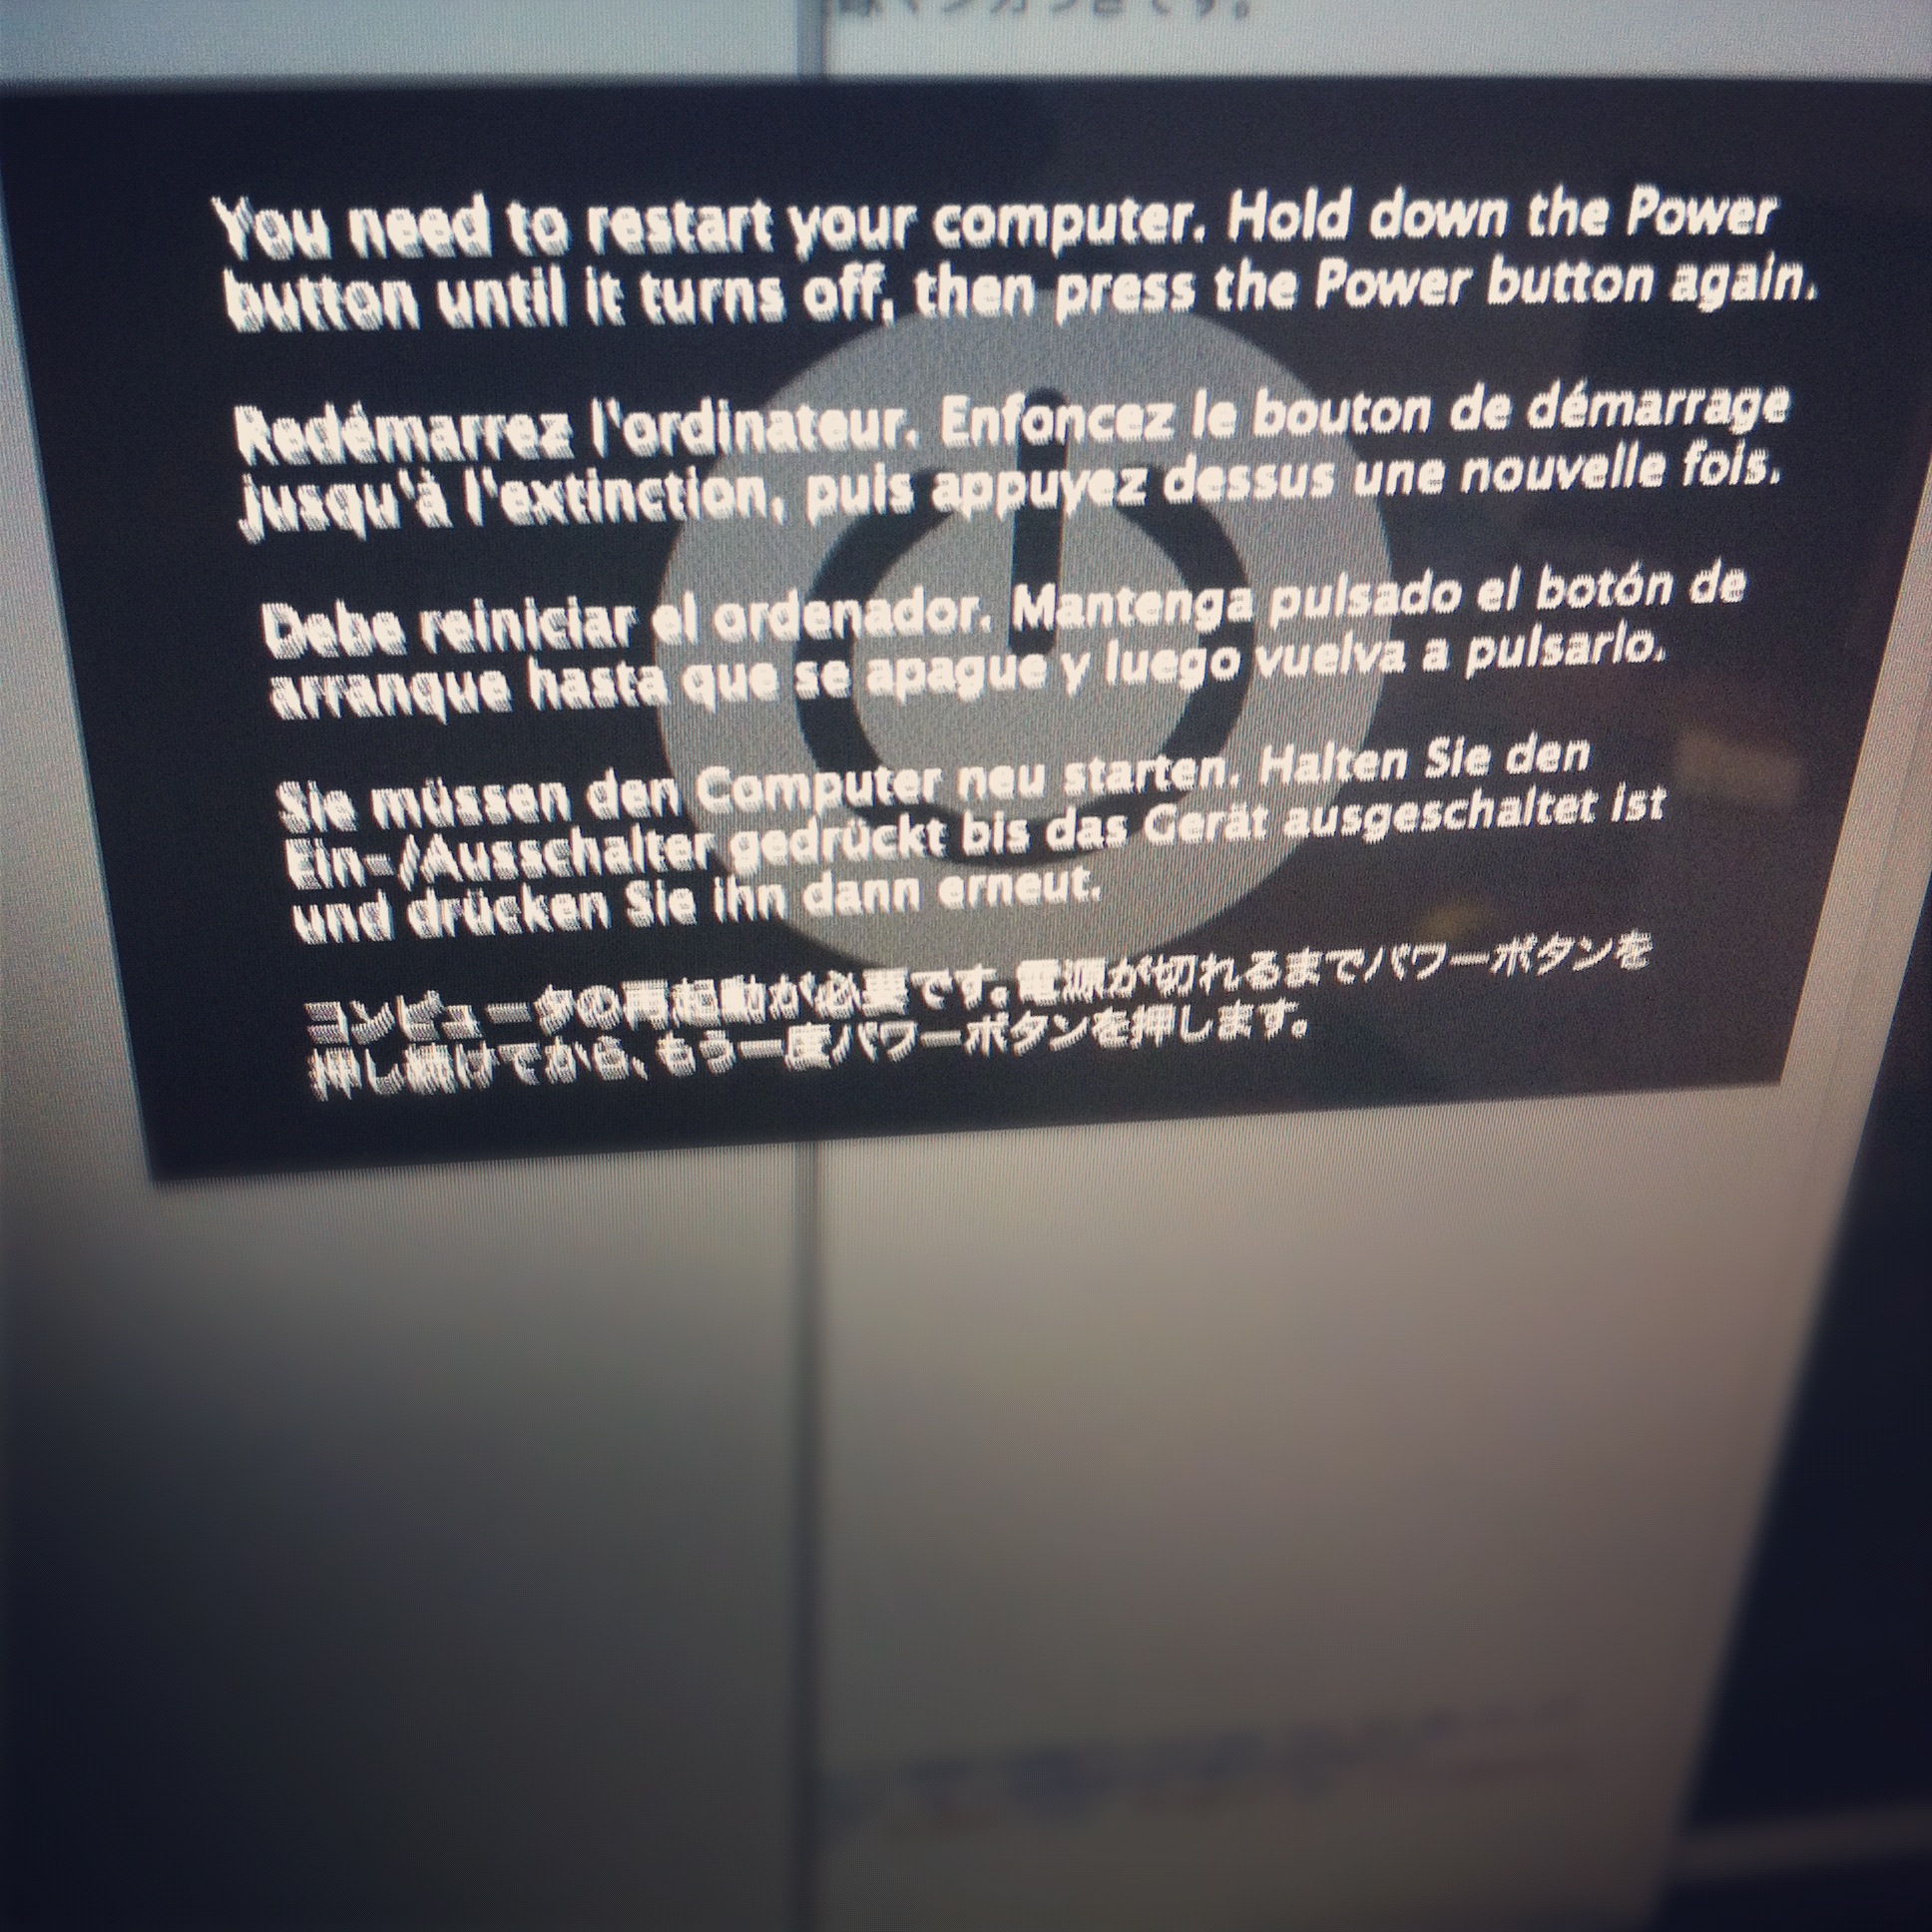 You need to restart your computer. Hold down the Power
button until it turns off, then press the Power button again.
Redémarrez l'ordinateur. Enfoncez le bouton de démarrage
jusqu'à l'extinction, puis appuyez dessus une nouvelle fois.
Debe reiniciar el ordenador. Mantenga pulsado el botón de
arranque hasta que se apague y luego vuelva a pulsarlo.
Sie müssen den Computer neu starten. Halten Sie den
Ein-/Ausschalter gedrückt bis das Gerät ausgeschaltet ist
und drücken Sie ihn dann erneut.
コンピュータの再起動が必要です。電源が切れるまでパワーボタンを
押し続けてから、もう一度パワーボタンを押します。